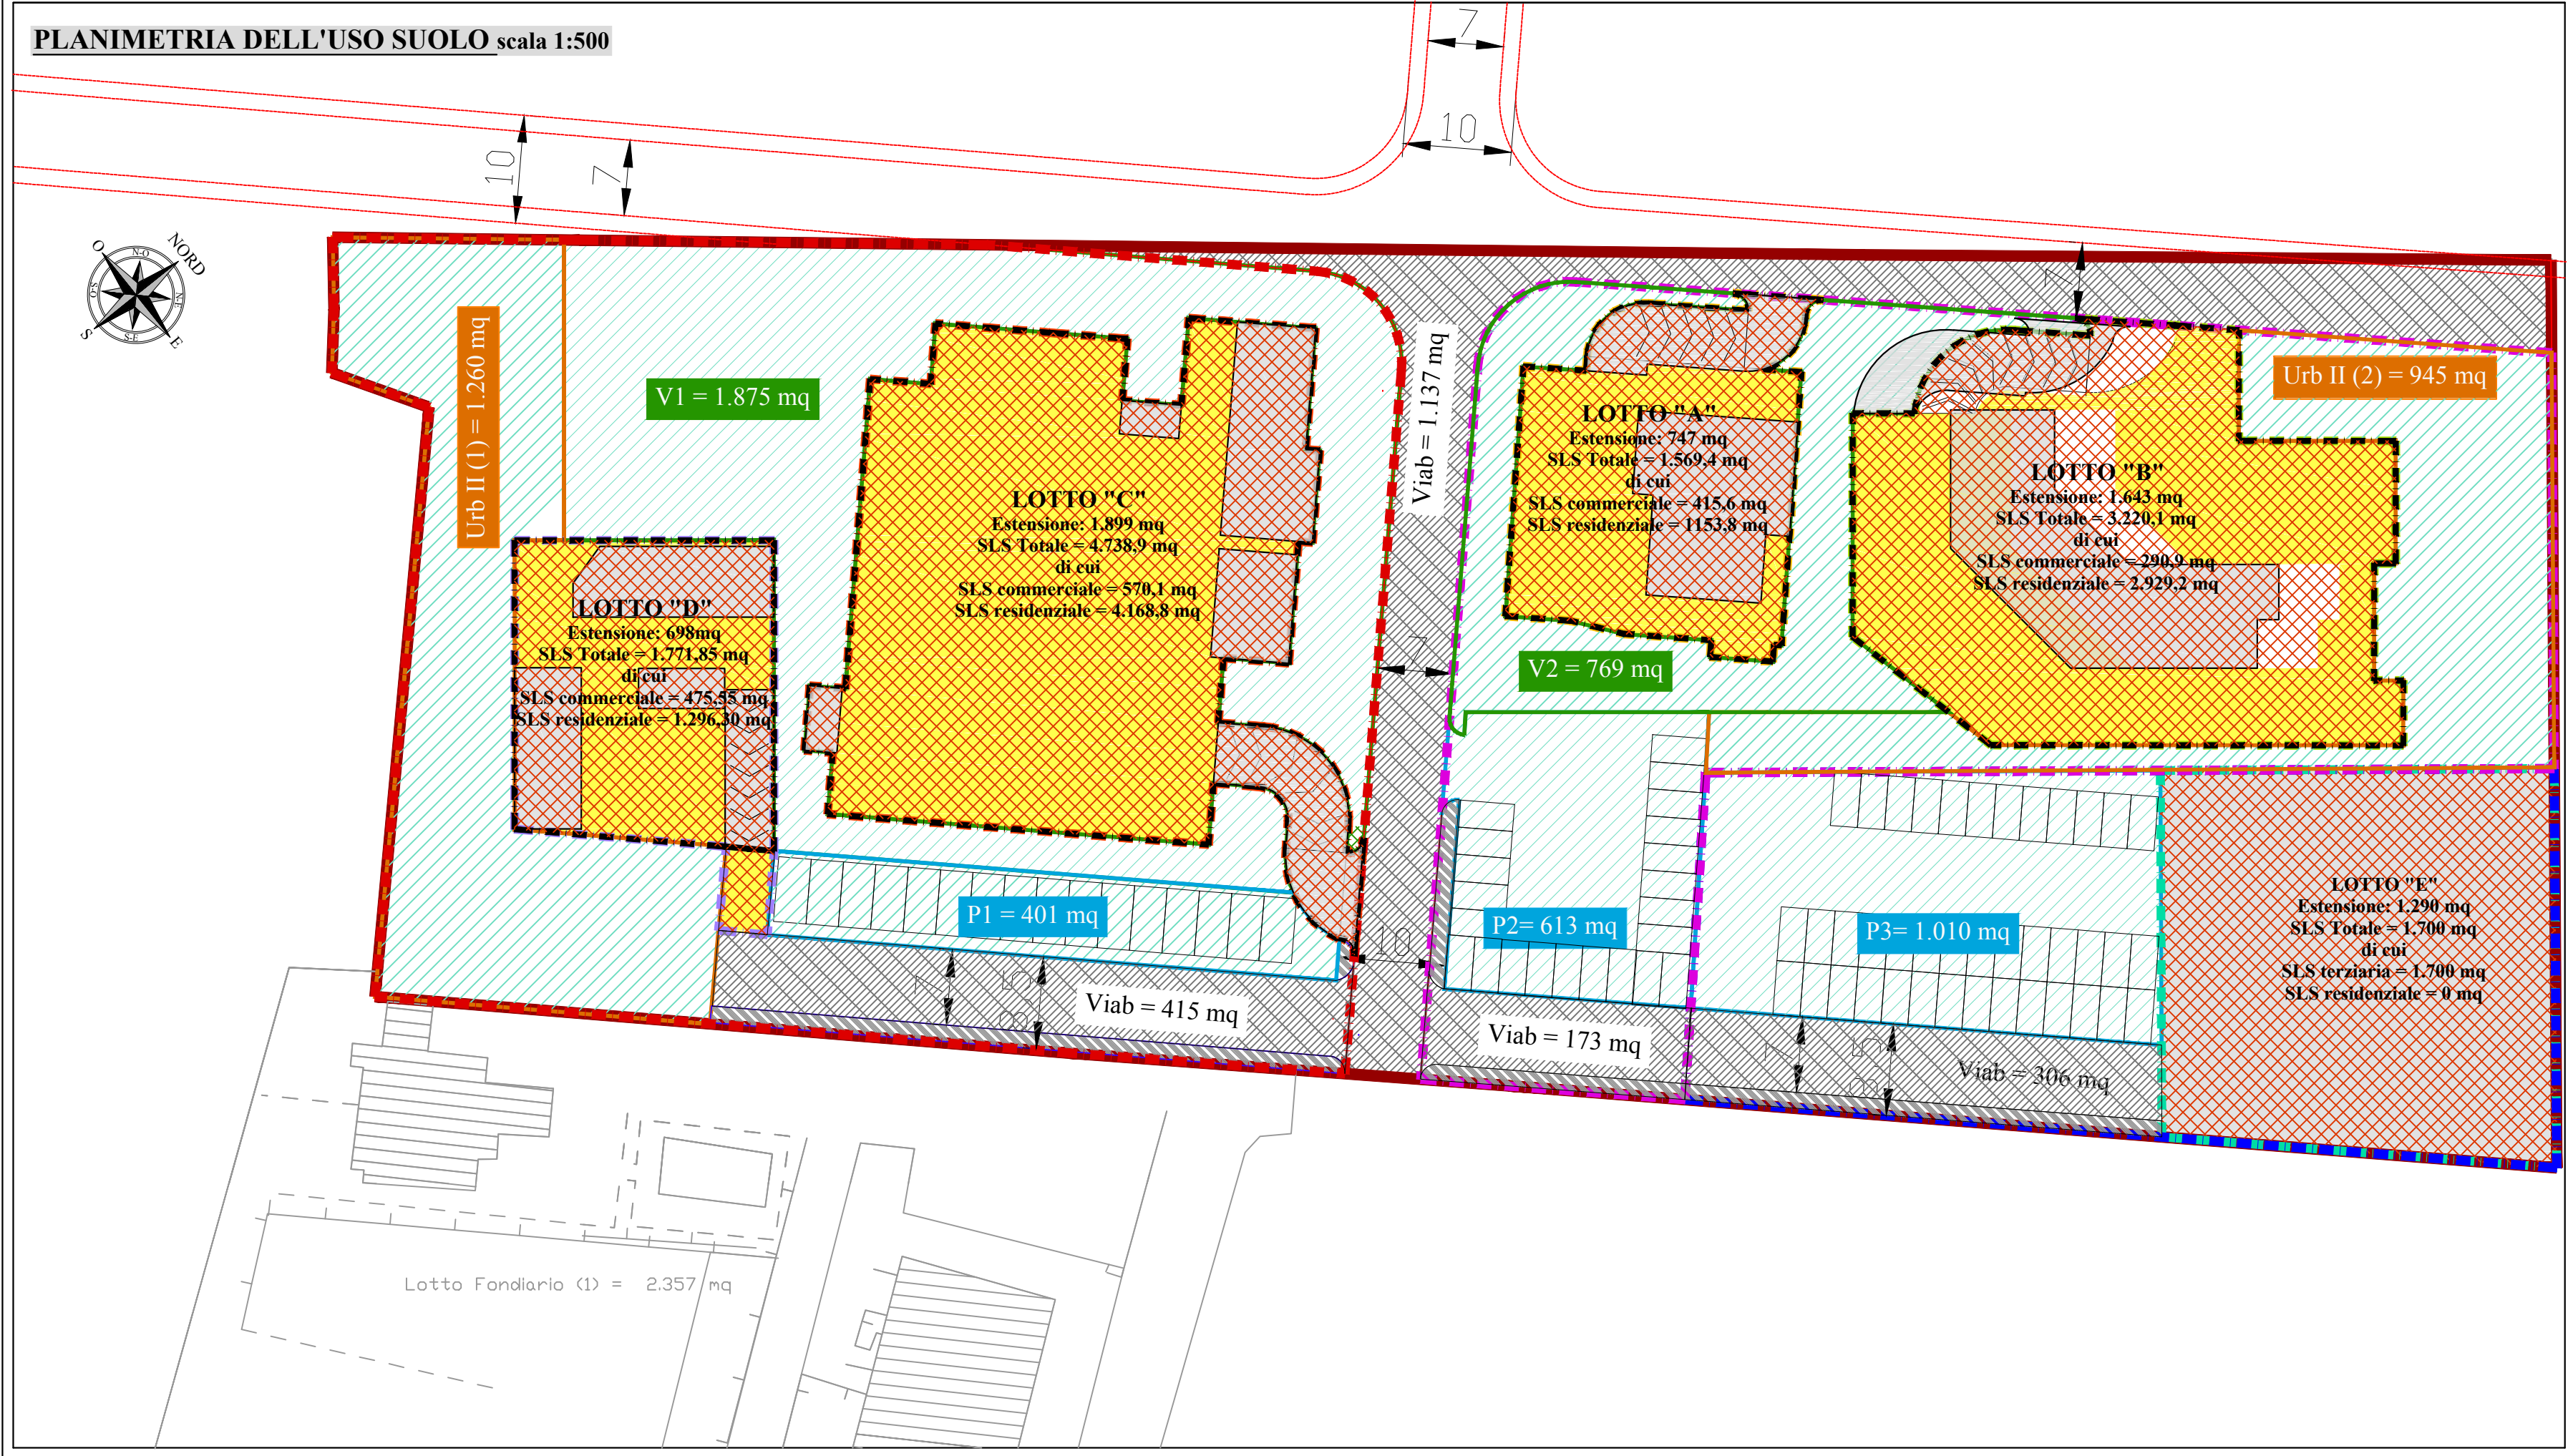 PLANIMETRIA DELL'USO SUOLO scala 1:500
7
10
10
7
NORD
O
N-O
N-E
S-O
S-E
S
E
7
Urb II (1) = 1.260 mq
V1 = 1.875 mq
Viab = 1.137 mq
Urb II (2) = 945 mq
LOTTO "A"
Estensione: 747 mq
SLS Totale = 1.569,4 mq
di cui
SLS commerciale = 415,6 mq
SLS residenziale = 1153,8 mq
LOTTO "B"
Estensione: 1.643 mq
SLS Totale = 3.220,1 mq
di cui
SLS commerciale = 290,9 mq
SLS residenziale = 2.929,2 mq
LOTTO "C"
Estensione: 1.899 mq
SLS Totale = 4.738,9 mq
di cui
SLS commerciale = 570,1 mq
SLS residenziale = 4.168,8 mq
LOTTO "D"
Estensione: 698mq
SLS Totale = 1.771,85 mq
di cui
SLS commerciale = 475,55 mq
SLS residenziale = 1.296,30 mq
7
V2 = 769 mq
P1 = 401 mq
P2= 613 mq
P3= 1.010 mq
LOTTO "E"
Estensione: 1.290 mq
SLS Totale = 1.700 mq
di cui
SLS terziaria = 1.700 mq
SLS residenziale = 0 mq
10
7
8.5
Viab = 415 mq
Viab = 173 mq
7
8.5
Viab = 306 mq
Lotto Fondiario (1) = 2.357 mq